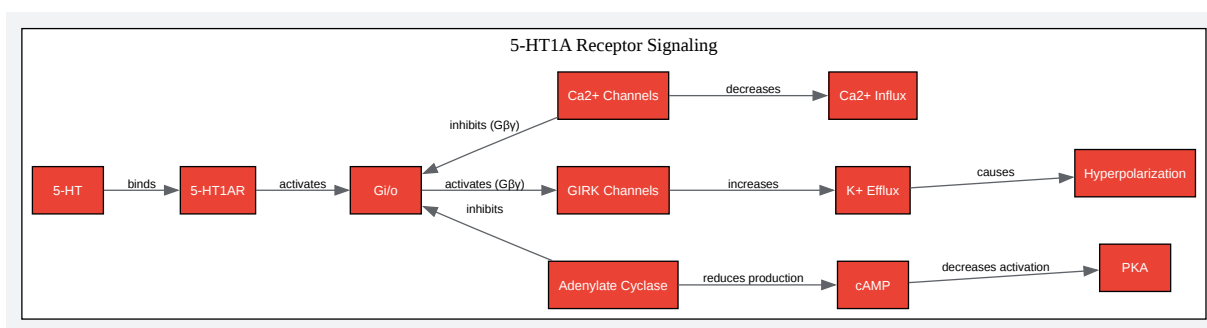 5-HT1A Receptor Signaling
Ca2+ Channels
decreases
Ca2+ Influx
inhibits (Gβγ)
5-HT
binds
5-HT1AR
activates
Gi/o
activates (Gβγ)
GIRK Channels
increases
K+ Efflux
causes
Hyperpolarization
inhibits
Adenylate Cyclase
reduces production
cAMP
decreases activation
PKA